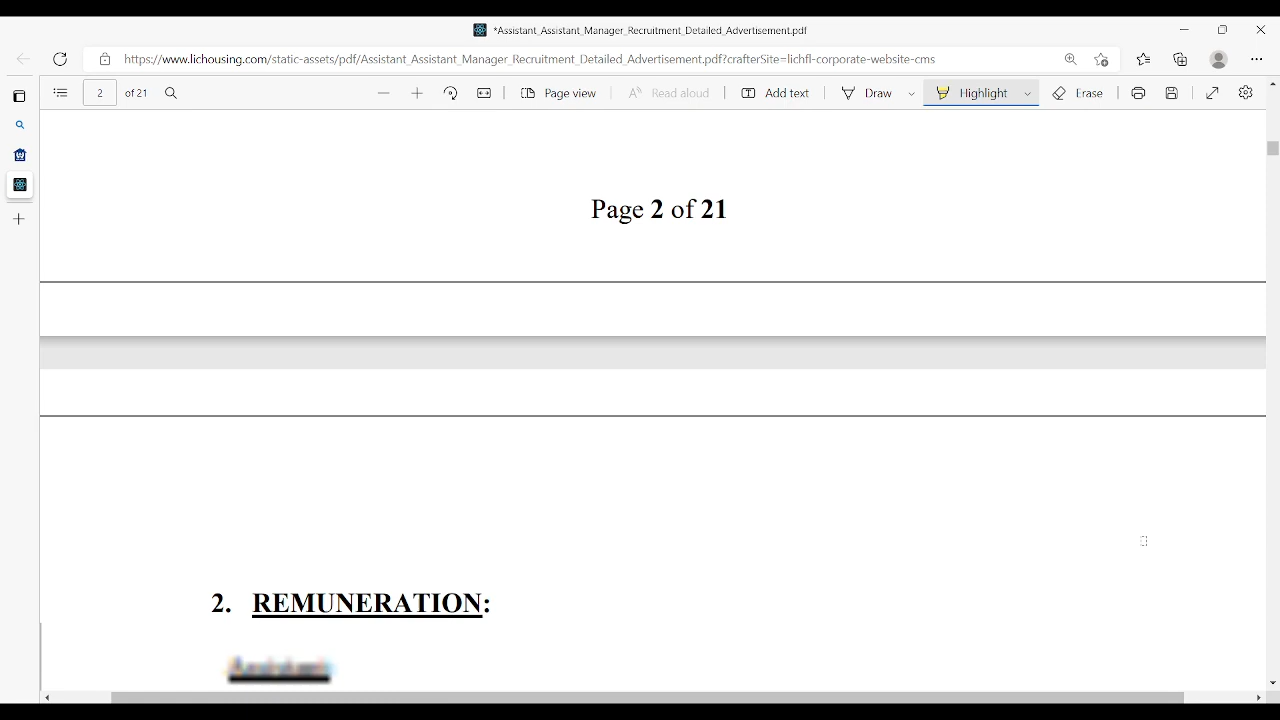 *Assistant_Assistant_Manager_Recruitment_Detailed_Advertisement.pdf
https://www.lichousing.com/static-assets/pdf/Assistant_Assistant_Manager_Recruitment_Detailed_Advertisement.pdf?crafterSite=lichfl-corporate-website-cms
2 of 21 Page view Read aloud Add text Draw Highlight Erase
Page 2 of 21
2. REMUNERATION: